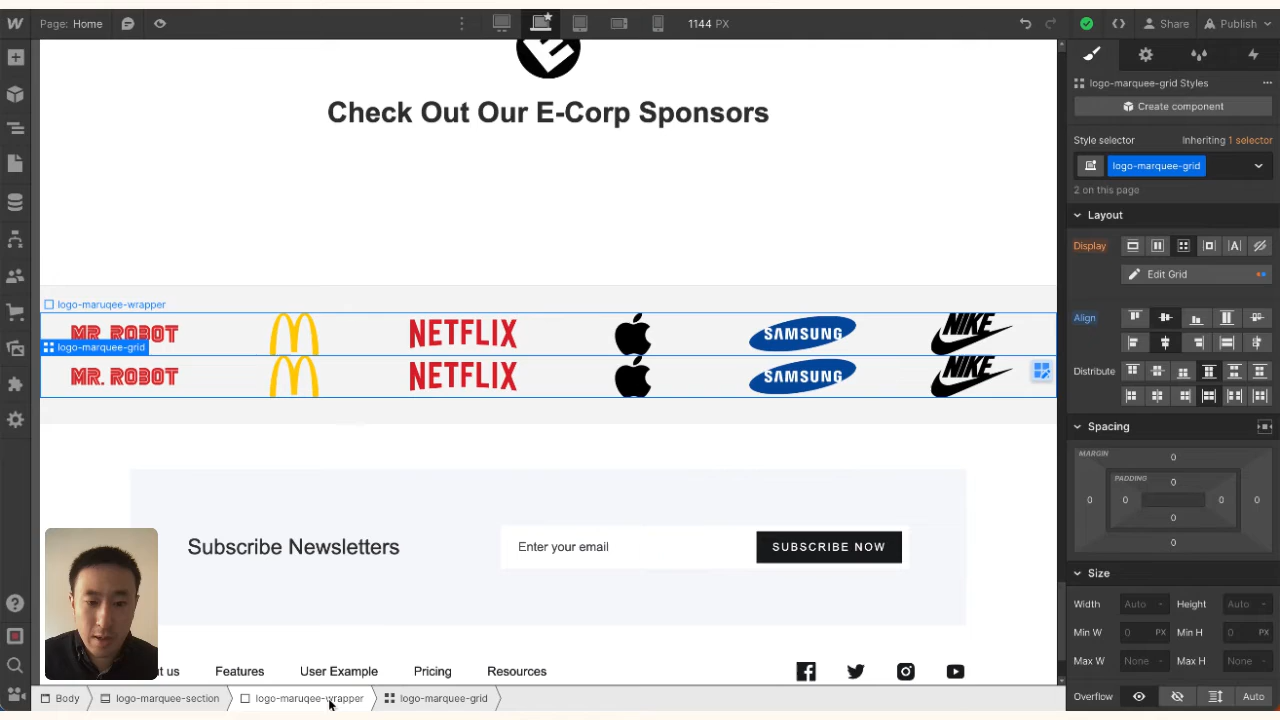 Page: Home
1144 PX
Share
Publish
Check Out Our E-Corp Sponsors
logo-maruqee-wrapper
MR. ROBOT
NETFLIX
SAMSUNG
NIKE
logo-marquee-grid
MR. ROBOT
NETFLIX
SAMSUNG
NIKE
Subscribe Newsletters
Enter your email
SUBSCRIBE NOW
ut us
Features
User Example
Pricing
Resources
Body
logo-marquee-section
logo-maruqee-wrapper
logo-marquee-grid
logo-marquee-grid Styles
Create component
Style selector
Inheriting 1 selector
logo-marquee-grid
2 on this page
Layout
Display
Edit Grid
Align
Distribute
Spacing
MARGIN
0
PADDING
0
0
0
0
0
0
0
Size
Width
Auto
-
Height
Auto
-
Min W
0
PX
Min H
0
PX
Max W
None
-
Max H
None
-
Overflow
Auto